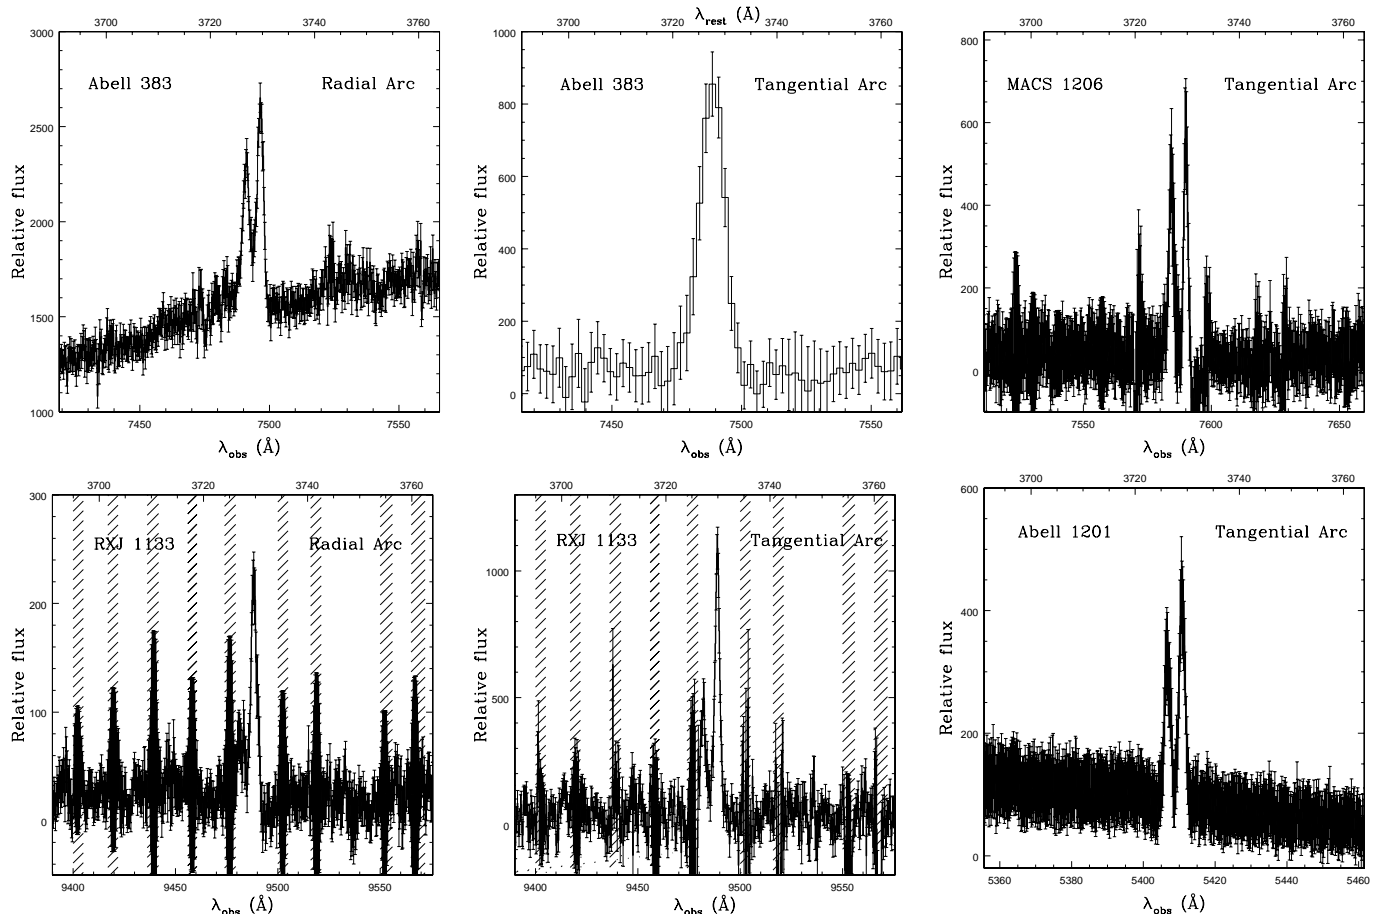 λrest (Å)
3700 3720 3740 3760
3000
2500
2000
1500
1000
Abell 383 Radial Arc
Relative flux
7450 7500 7550
λobs (Å)
3700 3720 3740 3760
1000
800
600
400
200
0
Abell 383 Tangential Arc
Relative flux
7450 7500 7550
λobs (Å)
3720 3740 3760
800
600
400
200
0
MACS 1206 Tangential Arc
Relative flux
7550 7600 7650
λobs (Å)
3700 3720 3740 3760
300
200
100
0
RXJ 1133 Radial Arc
Relative flux
9400 9450 9500 9550
λobs (Å)
3700 3720 3740 3760
1000
500
0
RXJ 1133 Tangential Arc
Relative flux
9400 9450 9500 9550
λobs (Å)
3700 3720 3740 3760
600
400
200
0
Abell 1201 Tangential Arc
Relative flux
5360 5380 5400 5420 5440 5460
λobs (Å)